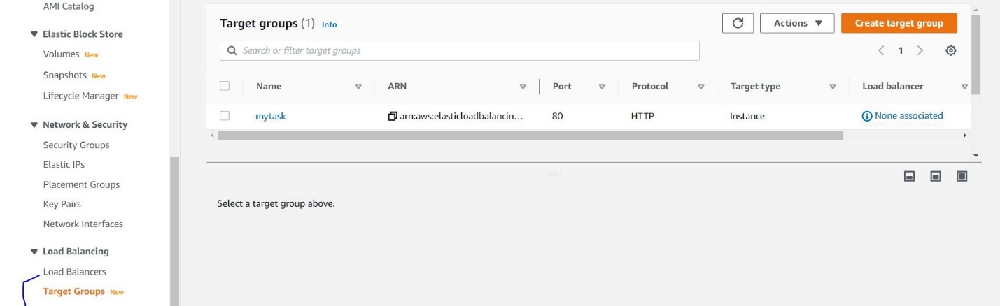 AMI Catalog
Elastic Block Store
Volumes New
Snapshots New
Lifecycle Manager New
Network & Security
Security Groups
Elastic IPs
Placement Groups
Key Pairs
Network Interfaces
Load Balancing
Load Balancers
Target Groups New
Target groups (1) Info
Actions
Create target group
Search or filter target groups
1
Name ARN Port Protocol Target type Load balancer
mytask arn:aws:elasticloadbalancin... 80 HTTP Instance None associated
Select a target group above.